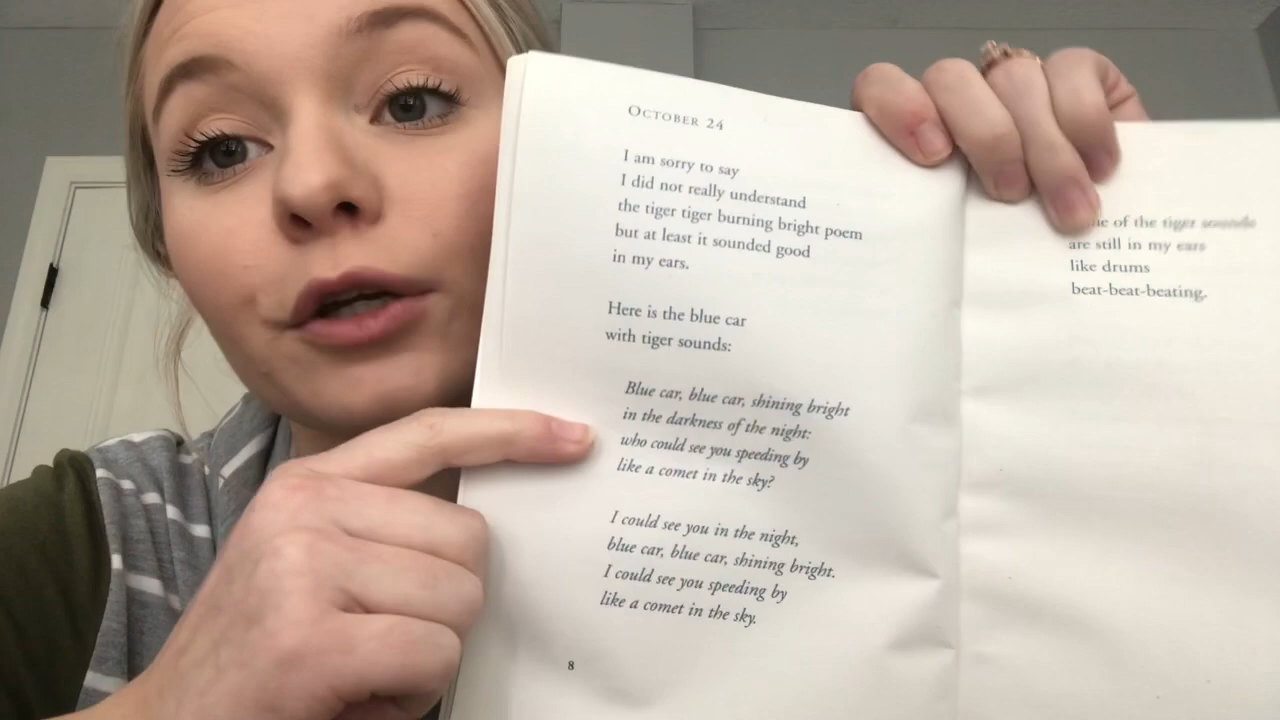 OCTOBER 24
I am sorry to say
I did not really understand
the tiger tiger burning bright poem
but at least it sounded good
in my ears.
Here is the blue car
with tiger sounds:
Blue car, blue car, shining bright
in the darkness of the night:
who could see you speeding by
like a comet in the sky?
I could see you in the night,
blue car, blue car, shining bright.
I could see you speeding by
like a comet in the sky.
8
of the tiger sounds
are still in my ears
like drums
beat-beat-beating.